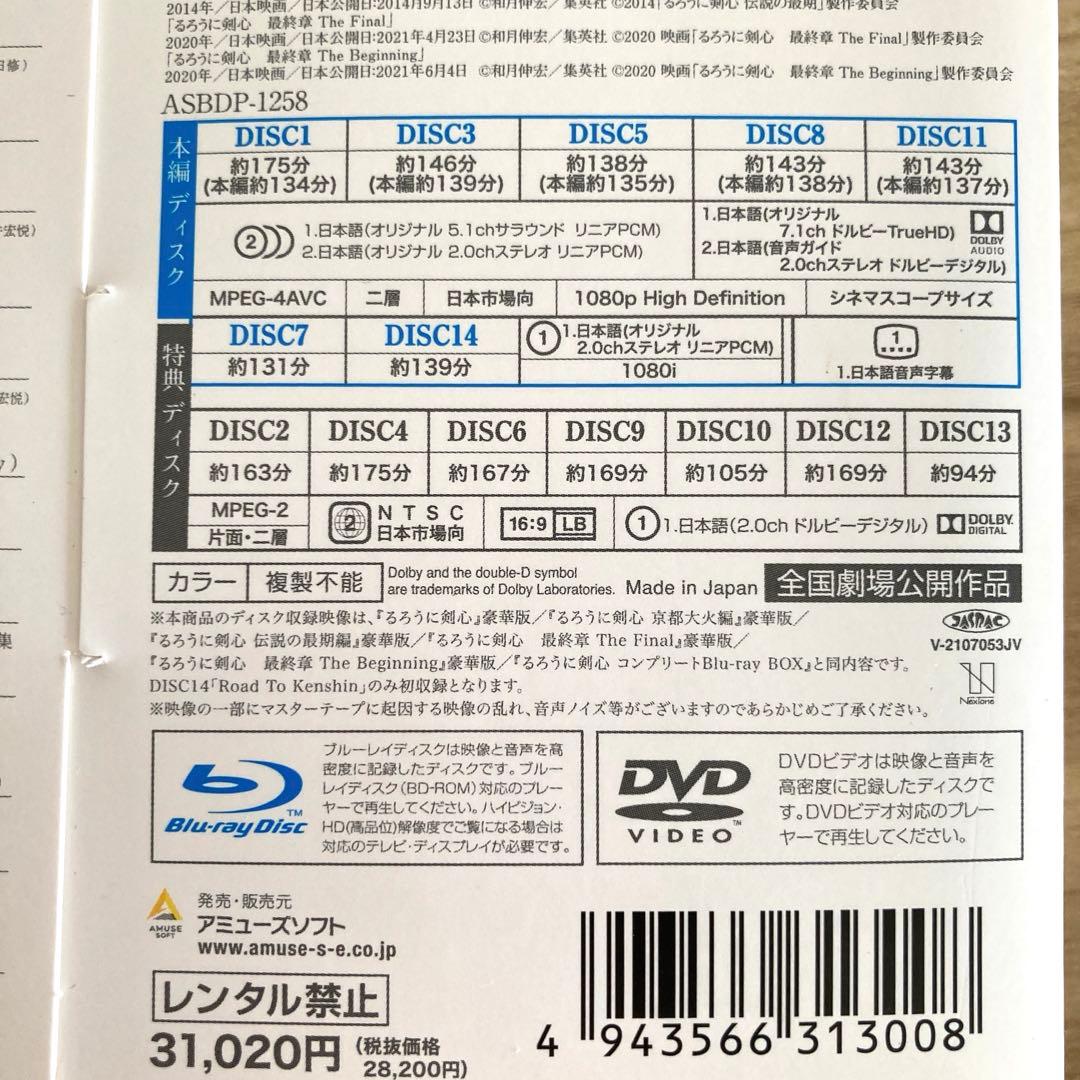 2014年／日本映画／日本公開日:2014年9月13日 ©和月伸宏／集英社 ©2014「るろうに剣心 伝説の最期」製作委員会
「るろうに剣心　最終章 The Final」
2020年／日本映画／日本公開日:2021年4月23日 ©和月伸宏／集英社 ©2020 映画「るろうに剣心　最終章 The Final」製作委員会
「るろうに剣心　最終章 The Beginning」
2020年／日本映画／日本公開日:2021年6月4日　©和月伸宏／集英社 ©2020 映画「るろうに剣心　最終章 The Beginning」製作委員会
ASBDP-1258
本編ディスク
DISC1 DISC3 DISC5 DISC8 DISC11
約175分 約146分 約138分 約143分 約143分
(本編約134分) (本編約139分) (本編約135分) (本編約138分) (本編約137分)
2
1.日本語(オリジナル 5.1chサラウンド リニアPCM)
2.日本語(オリジナル 2.0chステレオ リニアPCM)
1.日本語(オリジナル
7.1ch ドルビーTrueHD)
2.日本語(音声ガイド
2.0chステレオ ドルビーデジタル)
DOLBY
AUDIO
MPEG-4AVC 二層 日本市場向 1080p High Definition シネマスコープサイズ
特典ディスク
DISC7 DISC14
約131分 約139分
1
1.日本語(オリジナル
2.0chステレオ リニアPCM)
1080i
1
1.日本語音声字幕
DISC2 DISC4 DISC6 DISC9 DISC10 DISC12 DISC13
約163分 約175分 約167分 約169分 約105分 約169分 約94分
MPEG-2
片面・二層
2
NTSC
日本市場向
16:9 LB
1
1.日本語(2.0ch ドルビーデジタル)
DOLBY
DIGITAL
カラー 複製不能
Dolby and the double-D symbol
are trademarks of Dolby Laboratories.
Made in Japan
全国劇場公開作品
※本商品のディスク収録映像は、『るろうに剣心』豪華版／『るろうに剣心 京都大火編』豪華版／
『るろうに剣心 伝説の最期編』豪華版／『るろうに剣心　最終章 The Final』豪華版／
『るろうに剣心　最終章 The Beginning』豪華版／『るろうに剣心 コンプリートBlu-ray BOX』と同内容です。
DISC14「Road To Kenshin」のみ初収録となります。
※映像の一部にマスターテープに起因する映像の乱れ、音声ノイズ等がございますのであらかじめご了承ください。
JASRAC
V-2107053JV
NexTone
Blu-ray Disc
TM
ブルーレイディスクは映像と音声を高
密度に記録したディスクです。ブルー
レイディスク(BD-ROM)対応のプレー
ヤーで再生してください。ハイビジョン・
HD(高品位)解像度でご覧になる場合は
対応のテレビ・ディスプレイが必要です。
DVD
VIDEO
TM
DVDビデオは映像と音声を
高密度に記録したディスクで
す。DVDビデオ対応のプレー
ヤーで再生してください。
AMUSE
SOFT
発売・販売元
アミューズソフト
www.amuse-s-e.co.jp
レンタル禁止
31,020円
(税抜価格
28,200円)
4 943566 313008